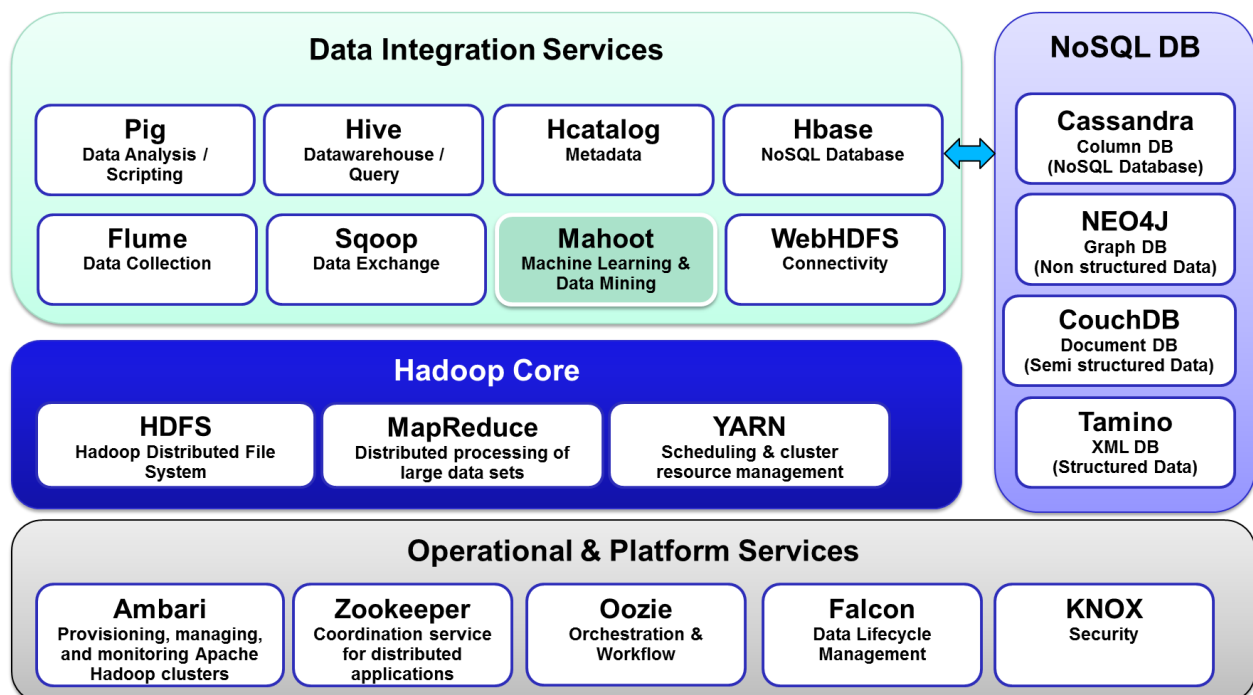 Data Integration Services
Pig
Data Analysis /
Scripting
Hive
Datawarehouse /
Query
Hcatalog
Metadata
Hbase
NoSQL Database
Flume
Data Collection
Sqoop
Data Exchange
Mahoot
Machine Learning &
Data Mining
WebHDFS
Connectivity
NoSQL DB
Cassandra
Column DB
(NoSQL Database)
NEO4J
Graph DB
(Non structured Data)
CouchDB
Document DB
(Semi structured Data)
Tamino
XML DB
(Structured Data)
Hadoop Core
HDFS
Hadoop Distributed File
System
MapReduce
Distributed processing of
large data sets
YARN
Scheduling & cluster
resource management
Operational & Platform Services
Ambari
Provisioning, managing,
and monitoring Apache
Hadoop clusters
Zookeeper
Coordination service
for distributed
applications
Oozie
Orchestration &
Workflow
Falcon
Data Lifecycle
Management
KNOX
Security